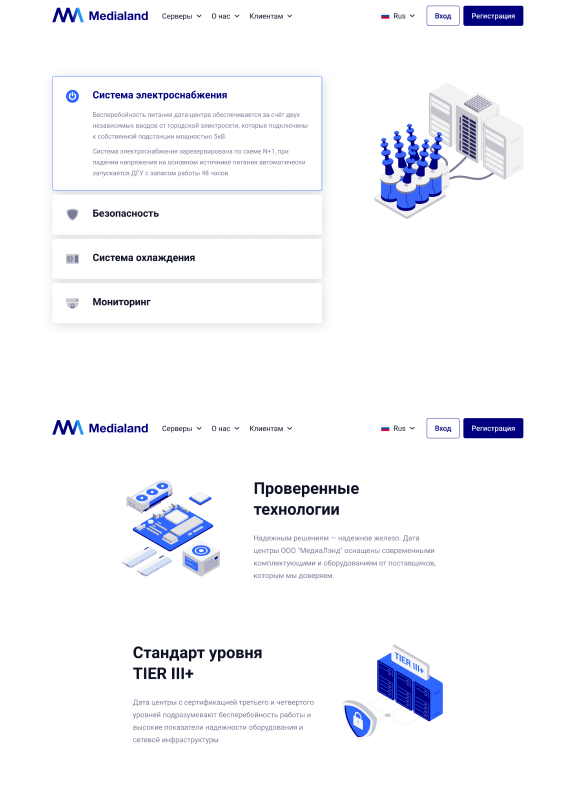 Medialand Серверы О нас Клиентам Rus Вход Регистрация
Система электроснабжения
Бесперебойность питания дата-центра обеспечивается за счёт двух
независимых вводов от городской электросети, которые подключены
к собственной подстанции мощностью 5кВ
Система электроснабжения зарезервирована по схеме N+1, при
падении напряжения на основном источнике питания автоматически
запускается ДГУ с запасом работы 48 часов
Безопасность
Система охлаждения
Мониторинг
Medialand Серверы О нас Клиентам Rus Вход Регистрация
Проверенные
технологии
Надежным решениям — надежное железо. Дата
центры ООО "МедиаЛэнд" оснащены современными
комплектующими и оборудованием от поставщиков,
которым мы доверяем.
Стандарт уровня
TIER III+
Дата центры с сертификацией третьего и четвертого
уровней подразумевают бесперебойность работы и
высокие показатели надежности оборудования и
сетевой инфраструктуры
TIER III+